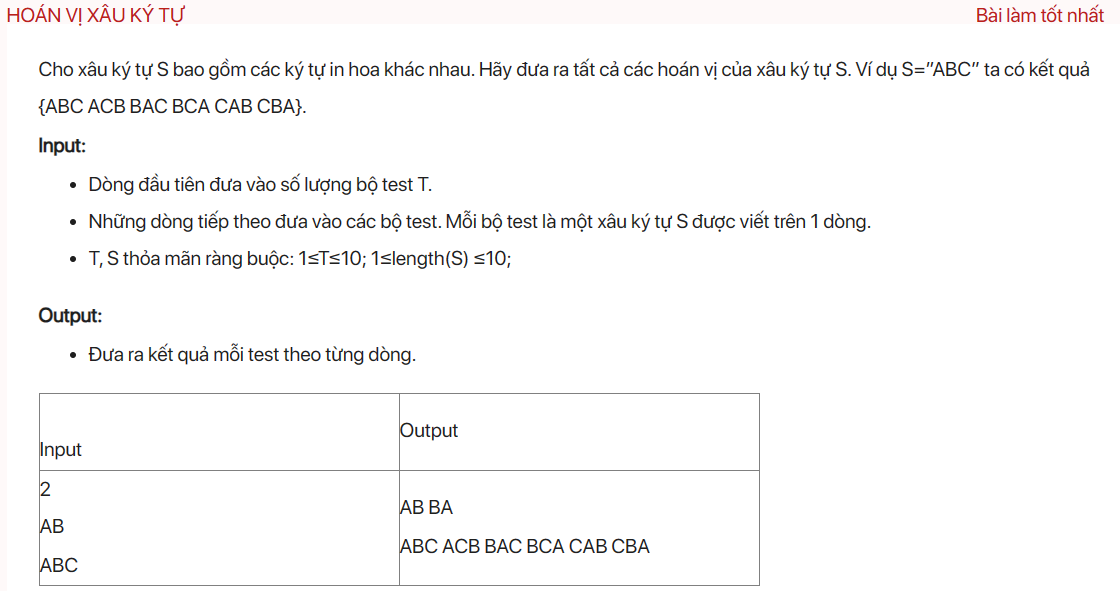 HOÁN VỊ XÂU KÝ TỰ
Bài làm tốt nhất
Cho xâu ký tự S bao gồm các ký tự in hoa khác nhau. Hãy đưa ra tất cả các hoán vị của xâu ký tự S. Ví dụ S=”ABC” ta có kết quả
{ABC ACB BAC BCA CAB CBA}.
Input:
• Dòng đầu tiên đưa vào số lượng bộ test T.
• Những dòng tiếp theo đưa vào các bộ test. Mỗi bộ test là một xâu ký tự S được viết trên 1 dòng.
• T, S thỏa mãn ràng buộc: 1≤T≤10; 1≤length(S) ≤10;
Output:
• Đưa ra kết quả mỗi test theo từng dòng.
Input
Output
2
AB
ABC
AB BA
ABC ACB BAC BCA CAB CBA